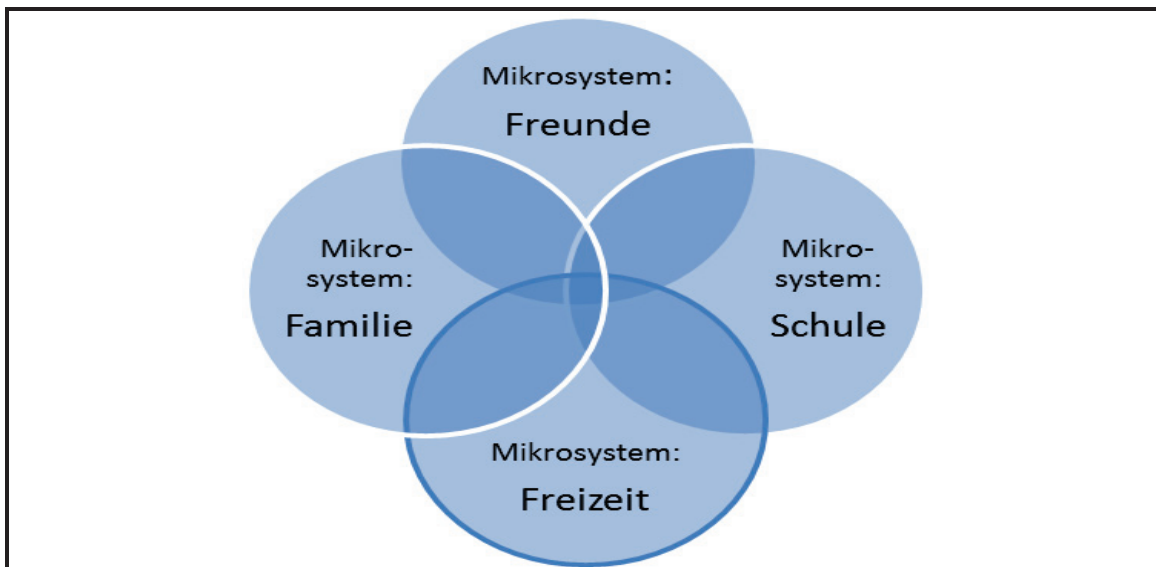 Mikrosystem:
Freunde
Mikro-
system:
Familie
Mikro-
system:
Schule
Mikrosystem:
Freizeit